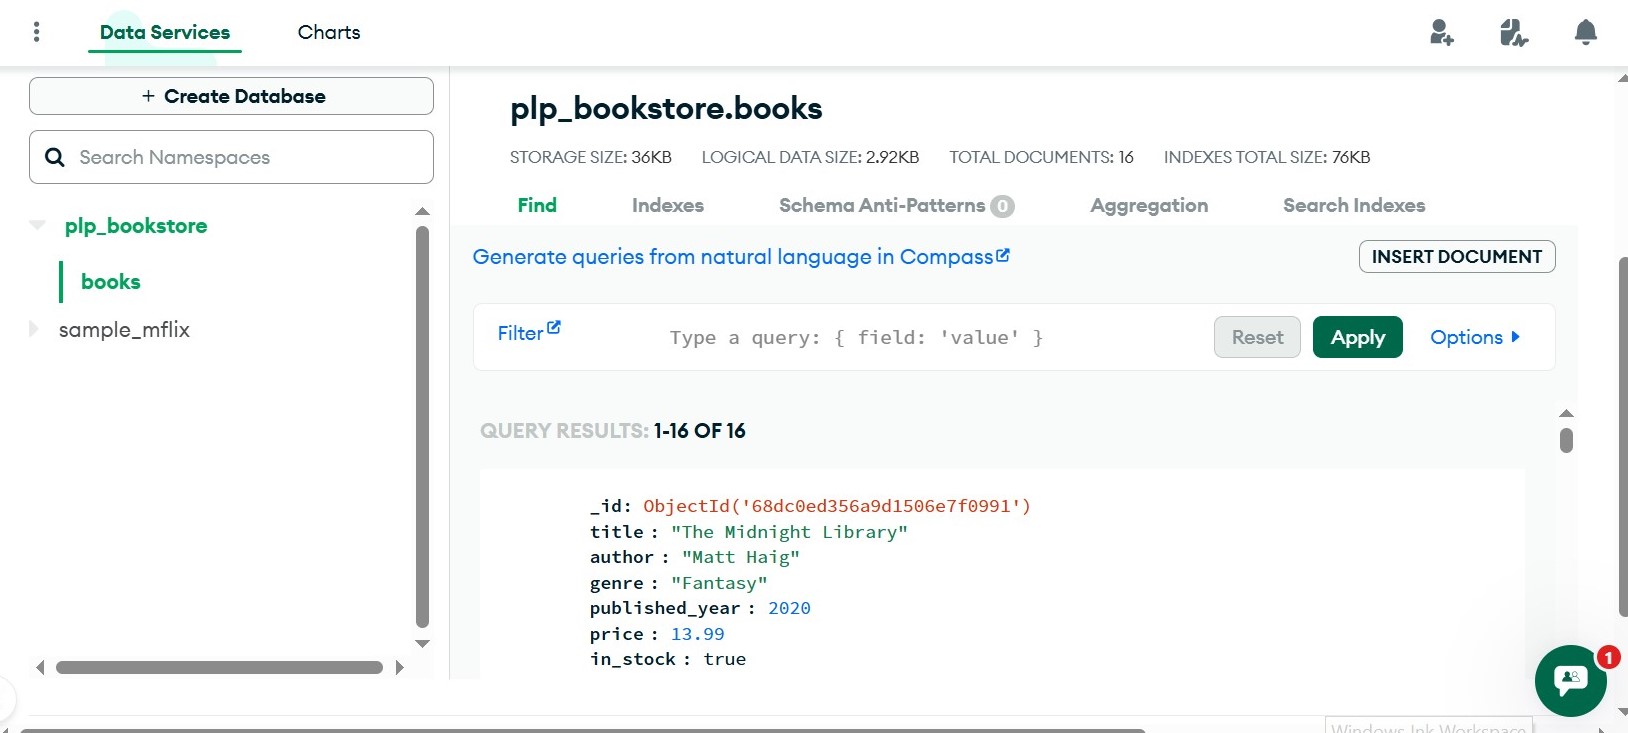 Data Services
Charts
+ Create Database
Search Namespaces
plp_bookstore
books
sample_mflix
plp_bookstore.books
STORAGE SIZE: 36KB LOGICAL DATA SIZE: 2.92KB TOTAL DOCUMENTS: 16 INDEXES TOTAL SIZE: 76KB
Find Indexes Schema Anti-Patterns 0 Aggregation Search Indexes
Generate queries from natural language in Compass
INSERT DOCUMENT
Filter Type a query: { field: 'value' } Reset Apply Options
QUERY RESULTS: 1-16 OF 16
_id: ObjectId('68dc0ed356a9d1506e7f0991')
title : "The Midnight Library"
author : "Matt Haig"
genre : "Fantasy"
published_year : 2020
price : 13.99
in_stock : true
1
Windows Ink Workspace